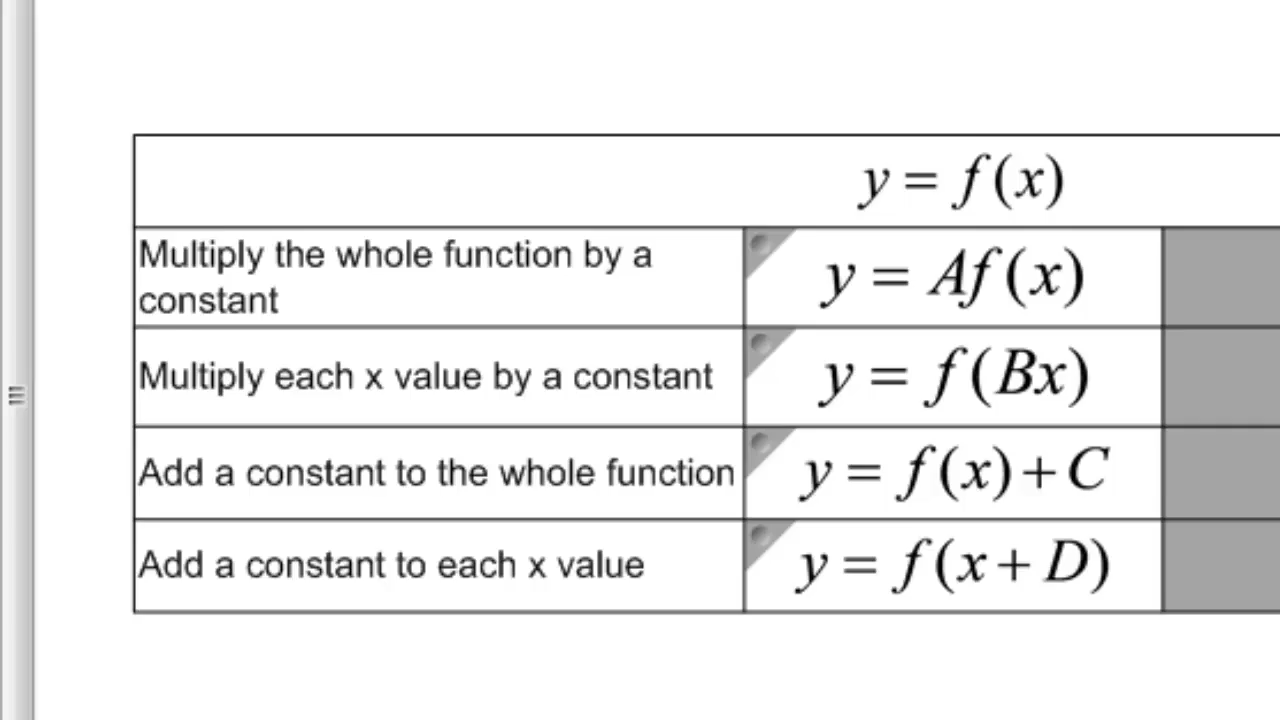 y = f(x)
Multiply the whole function by a
constant
y = Af(x)
Multiply each x value by a constant
y = f(Bx)
Add a constant to the whole function
y = f(x)+C
Add a constant to each x value
y = f(x+D)